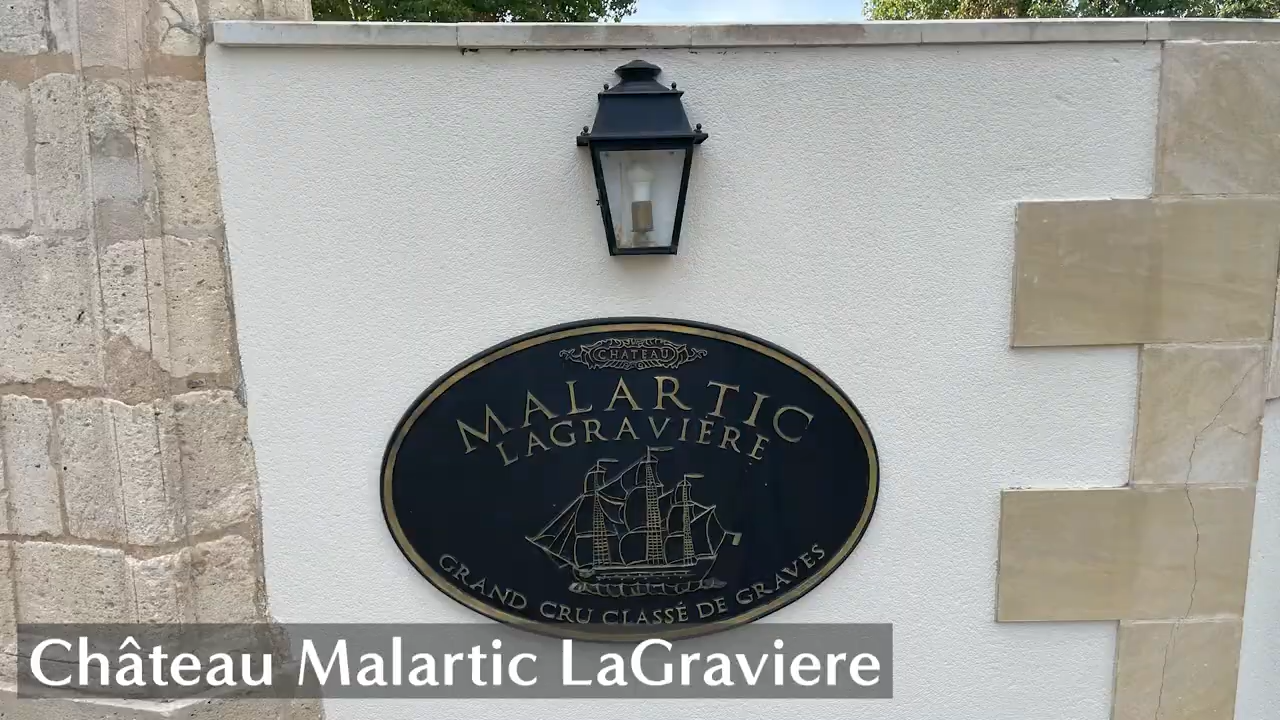 CHATEAU
MALARTIC
LAGRAVIÈRE
GRAND CRU CLASSÉ DE GRAVES
Château Malartic LaGraviere